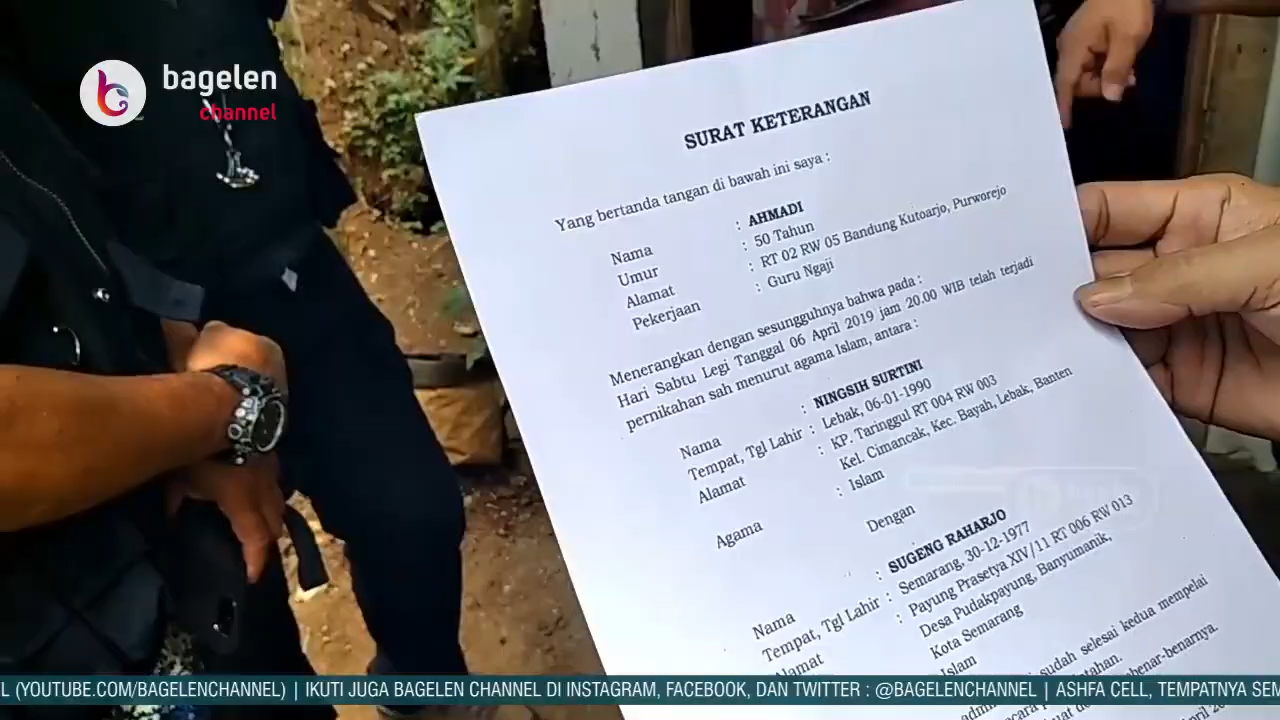 bagelen
channel
SURAT KETERANGAN
Yang bertanda tangan di bawah ini saya :
Nama : AHMADI
Umur : 50 Tahun
Alamat : RT 02 RW 05 Bandung Kutoarjo, Purworejo
Pekerjaan : Guru Ngaji
Menerangkan dengan sesungguhnya bahwa pada :
Hari Sabtu Legi Tanggal 06 April 2019 jam 20.00 WIB telah terjadi
pernikahan sah menurut agama Islam, antara :
Nama : NINGSIH SURTINI
Tempat, Tgl Lahir : Lebak, 06-01-1990
Alamat : KP. Taringgul RT 004 RW 003
Kel. Cimancak, Kec. Bayah, Lebak, Banten
Agama : Islam
Dengan
Nama : SUGENG RAHARJO
Tempat, Tgl Lahir : Semarang, 30-12-1977
Alamat : Payung Prasetya XIV/11 RT 006 RW 013
Desa Pudakpayung, Banyumanik,
Kota Semarang
Islam
sudah selesai kedua mempelai
L (YOUTUBE.COM/BAGELENCHANNEL) | IKUTI JUGA BAGELEN CHANNEL DI INSTAGRAM, FACEBOOK, DAN TWITTER : @BAGELENCHANNEL | ASHFA CELL, TEMPATNYA SEM